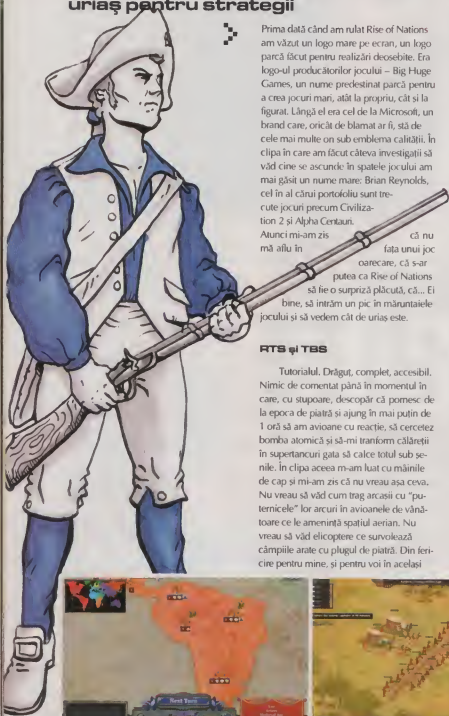 uriaș pentru strategii
Prima dată când am rulat Rise of Nations
am văzut un logo mare pe ecran, un logo
parcă făcut pentru realizări deosebite. Era
logo-ul producătorilor jocului – Big Huge
Games, un nume predestinat parcă pentru
a crea jocuri mari, atât la propriu, cât și la
figurat. Lângă el era cel de la Microsoft, un
brand care, oricât de blamat ar fi, stă de
cele mai multe ori sub emblema calității. În
clipa în care am făcut câteva investigații să
văd cine se ascunde în spatele jocului am
mai găsit un nume mare: Brian Reynolds,
cel în al cărui portofoliu sunt tre-
cute jocuri precum Civiliza-
tion 2 și Alpha Centauri.
Atunci mi-am zis că nu
mă aflu în fața unui joc
oarecare, că s-ar
putea ca Rise of Nations
să fie o surpriză plăcută, că... Ei
bine, să intrăm un pic în măruntaiele
jocului și să vedem cât de uriaș este.
RTS și TBS
Tutorialul. Drăguț, complet, accesibil.
Nimic de comentat până în momentul în
care, cu stupoare, descopăr că pornesc de
la epoca de piatră și ajung în mai puțin de
1 oră să am avioane cu reacție, să cercetez
bomba atomică și să-mi tranform călăreții
în supertancuri gata să calce totul sub șe-
nile. În clipa aceea m-am luat cu mâinile
de cap și mi-am zis că nu vreau așa ceva.
Nu vreau să văd cum trag arcașii cu "pu-
ternicele" lor arcuri în avioanele de vână-
toare ce le amenință spațiul aerian. Nu
vreau să văd elicoptere ce survolează
câmpiile arate cu plugul de piatră. Din feri-
cire pentru mine, și pentru voi în același
Next Turn